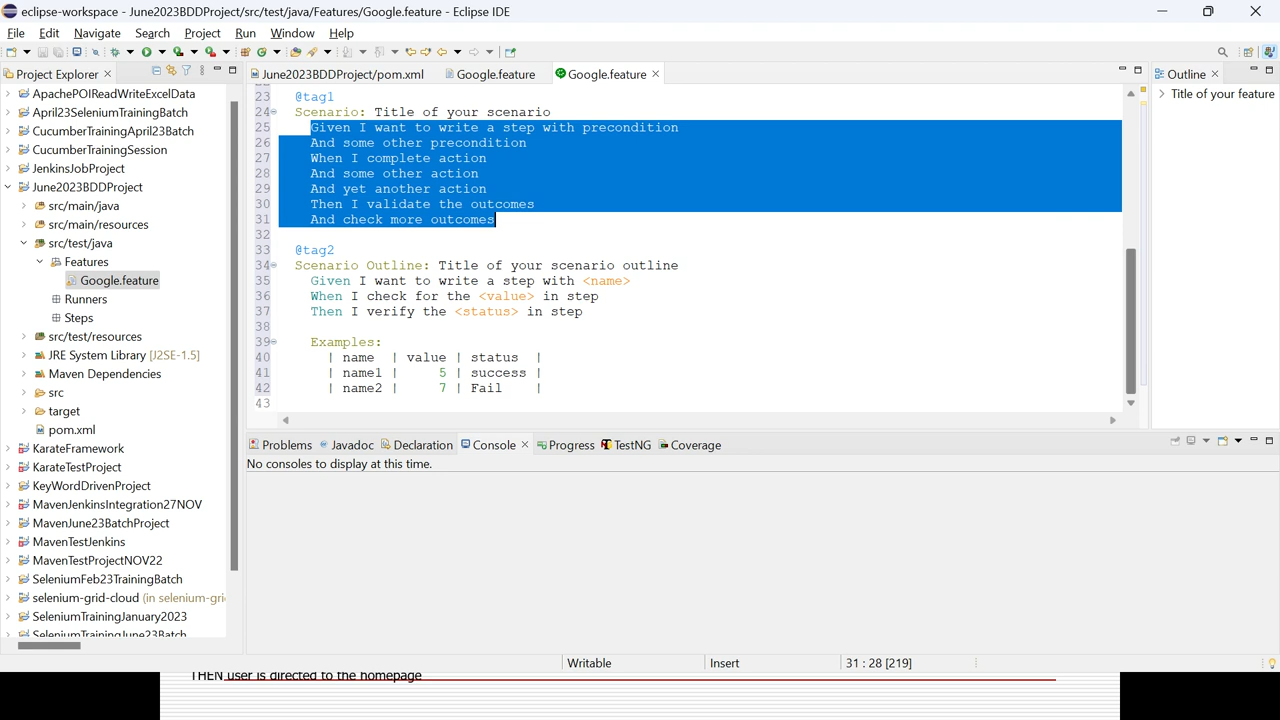 eclipse-workspace - June2023BDDProject/src/test/java/Features/Google.feature - Eclipse IDE
File Edit Navigate Search Project Run Window Help
Project Explorer
June2023BDDProject/pom.xml
Google.feature
Google.feature
Outline
ApachePOIReadWriteExcelData
April23SeleniumTrainingBatch
CucumberTrainingApril23Batch
CucumberTrainingSession
JenkinsJobProject
June2023BDDProject
src/main/java
src/main/resources
src/test/java
Features
Google.feature
Runners
Steps
src/test/resources
JRE System Library [J2SE-1.5]
Maven Dependencies
src
target
pom.xml
KarateFramework
KarateTestProject
KeyWordDrivenProject
MavenJenkinsIntegration27NOV
MavenJune23BatchProject
MavenTestJenkins
MavenTestProjectNOV22
SeleniumFeb23TrainingBatch
selenium-grid-cloud (in selenium-gri
SeleniumTrainingJanuary2023
SeleniumTrainingJune23Batch
23 @tag1
24 Scenario: Title of your scenario
25 Given I want to write a step with precondition
26 And some other precondition
27 When I complete action
28 And some other action
29 And yet another action
30 Then I validate the outcomes
31 And check more outcomes
32
33 @tag2
34 Scenario Outline: Title of your scenario outline
35 Given I want to write a step with <name>
36 When I check for the <value> in step
37 Then I verify the <status> in step
38
39 Examples:
40 | name | value | status |
41 | name1 | 5 | success |
42 | name2 | 7 | Fail |
43
Title of your feature
Problems Javadoc Declaration Console Progress TestNG Coverage
No consoles to display at this time.
Writable Insert 31 : 28 [219]
THEN user is directed to the homepage